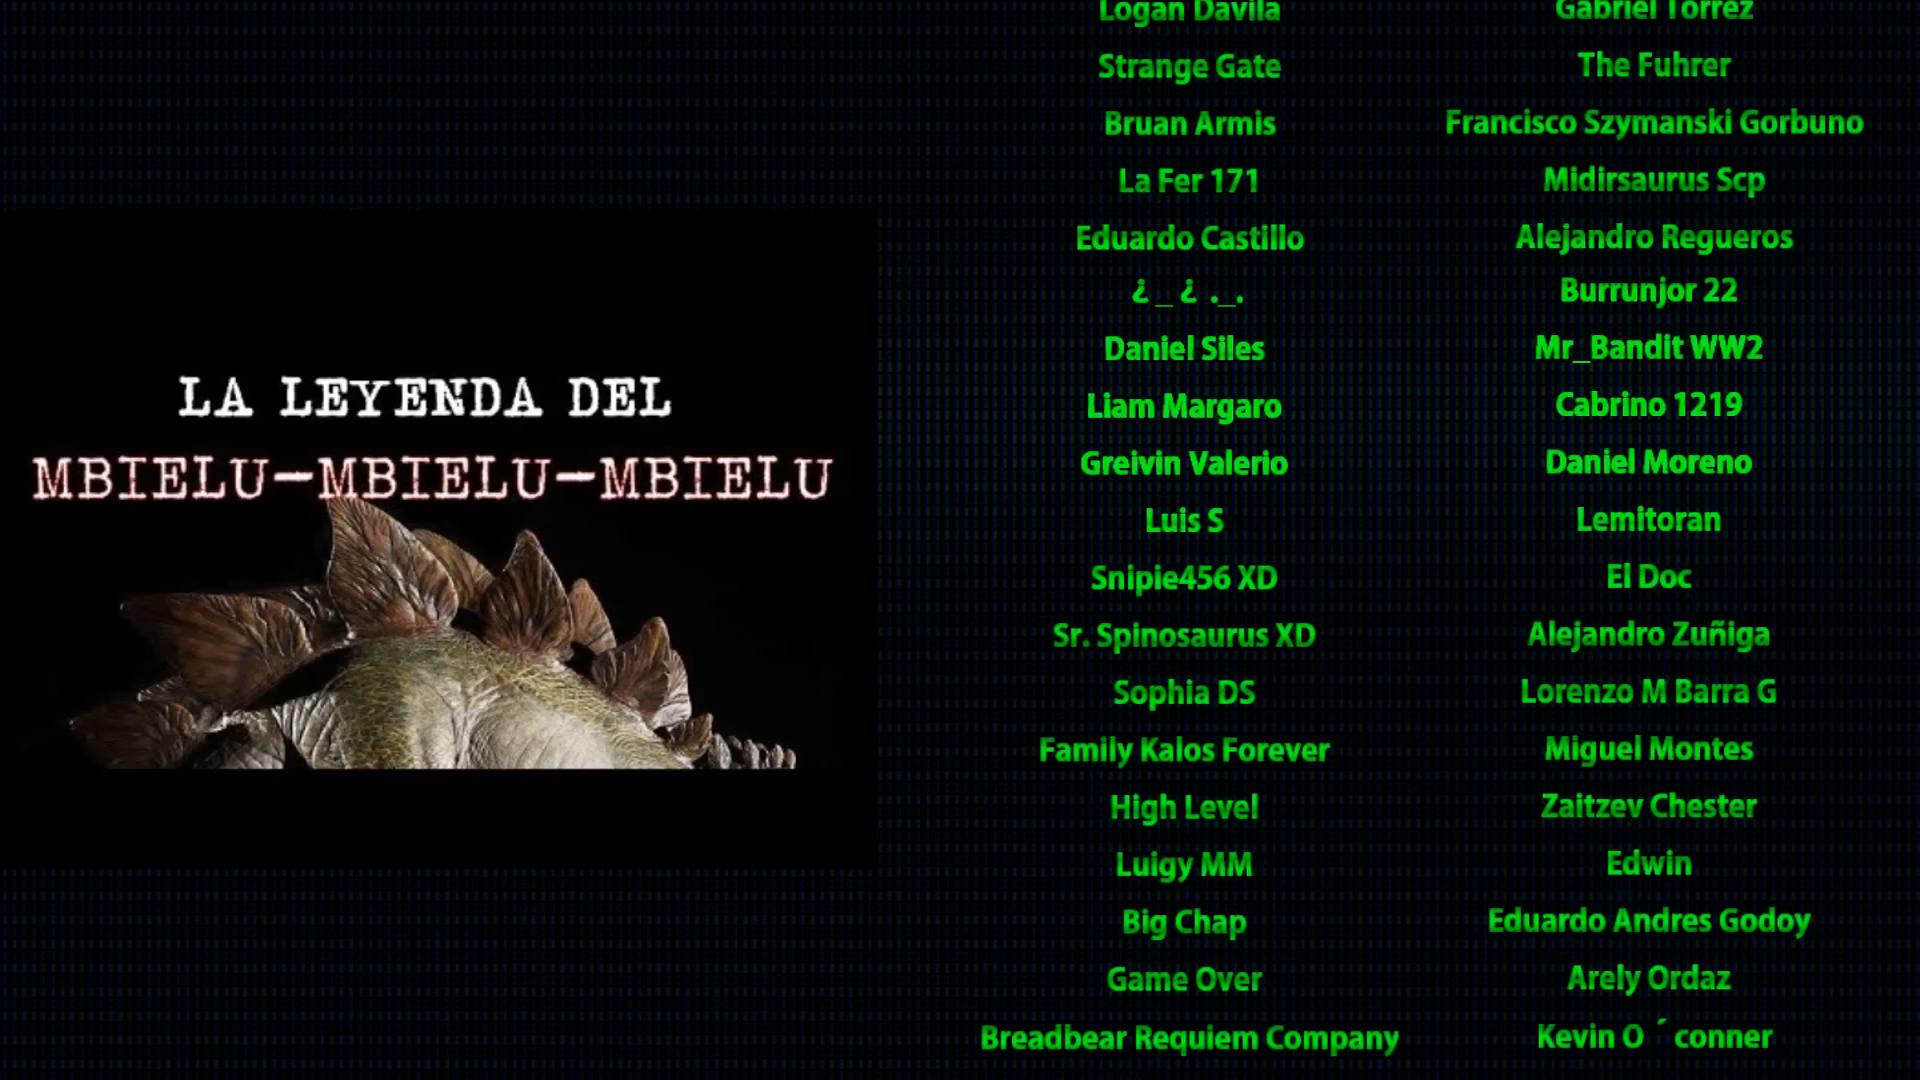 LA LEYENDA DEL
MBIELU-MBIELU-MBIELU
Logan Davila
Strange Gate
Bruan Armis
La Fer 171
Eduardo Castillo
¿ _ ¿ ._.
Daniel Siles
Liam Margaro
Greivin Valerio
Luis S
Snipie456 XD
Sr. Spinosaurus XD
Sophia DS
Family Kalos Forever
High Level
Luigy MM
Big Chap
Game Over
Breadbear Requiem Company
Gabriel Torrez
The Fuhrer
Francisco Szymanski Gorbuno
Midirsaurus Scp
Alejandro Regueros
Burrunjor 22
Mr_Bandit WW2
Cabrino 1219
Daniel Moreno
Lemitoran
El Doc
Alejandro Zuñiga
Lorenzo M Barra G
Miguel Montes
Zaitzev Chester
Edwin
Eduardo Andres Godoy
Arely Ordaz
Kevin O ´ conner